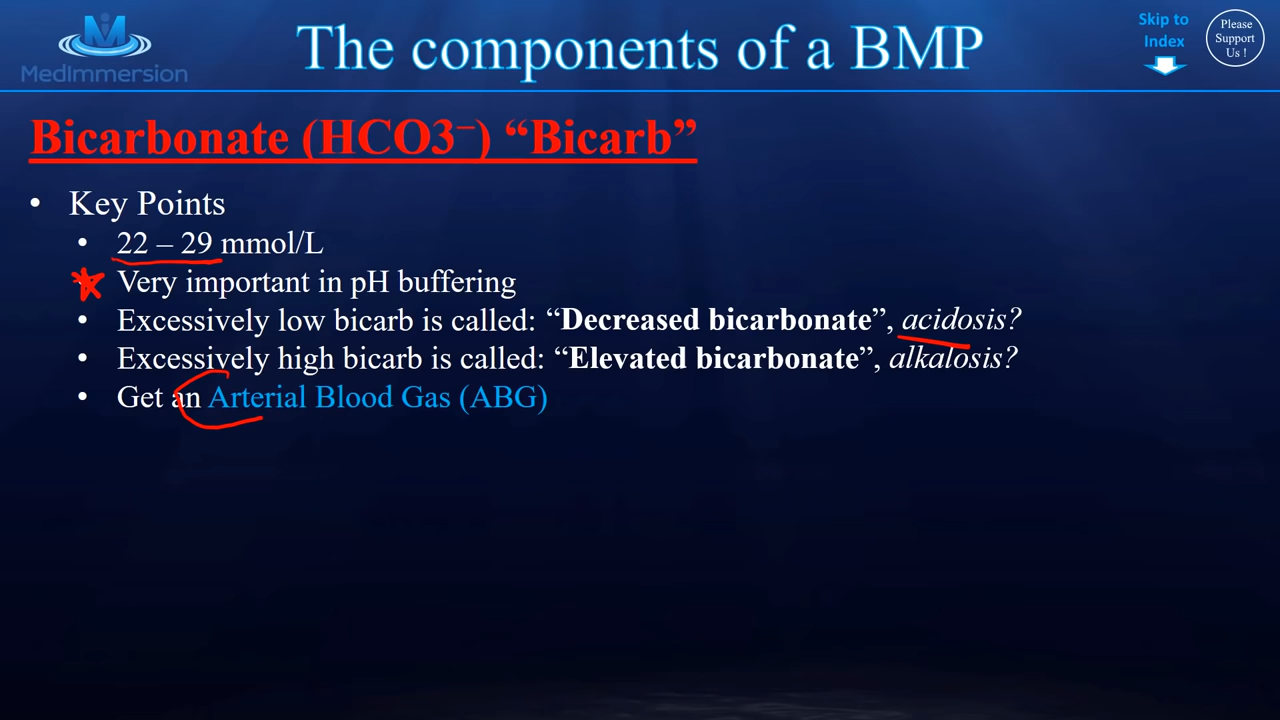 MedImmersion
The components of a BMP
Skip to
Index
Please
Support
Us !
Bicarbonate (HCO3⁻) “Bicarb”
• Key Points
• 22 – 29 mmol/L
Very important in pH buffering
• Excessively low bicarb is called: “Decreased bicarbonate”, acidosis?
• Excessively high bicarb is called: “Elevated bicarbonate”, alkalosis?
• Get an Arterial Blood Gas (ABG)